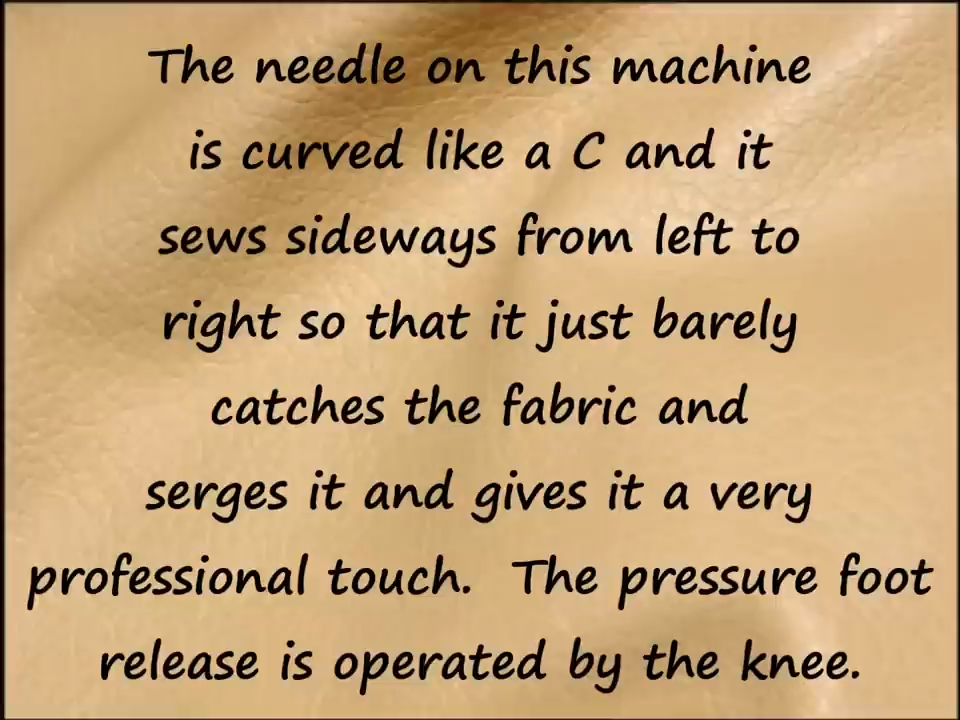 The needle on this machine
is curved like a C and it
sews sideways from left to
right so that it just barely
catches the fabric and
serges it and gives it a very
professional touch.  The pressure foot
release is operated by the knee.